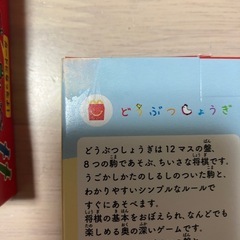 どうぶつしょうぎ
どうぶつしょうぎは12マスの盤、
8つの駒であそぶ、ちいさな将棋です。
うごかしかたのしるしのついた駒と、
わかりやすいシンプルなルールで
すぐにあそべます。
将棋の基本をおぼえられ、なんどでも
楽しめる奥の深いゲームです。